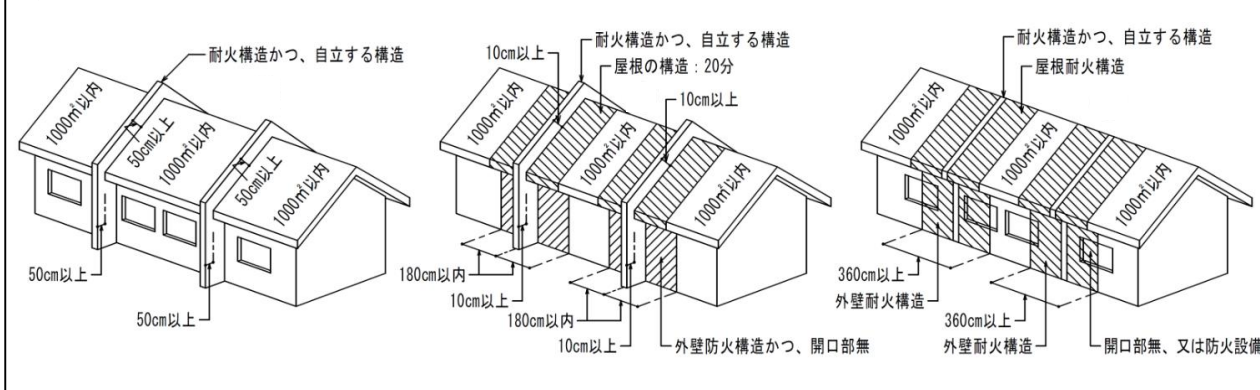 耐火構造かつ、自立する構造
1000㎡以内
50cm以上
1000㎡以内
50cm以上
1000㎡以内
50cm以上
50cm以上
耐火構造かつ、自立する構造
10cm以上
屋根の構造：20分
10cm以上
1000㎡以内
1000㎡以内
1000㎡以内
180cm以内
10cm以上
180cm以内
10cm以上
外壁防火構造かつ、開口部無
耐火構造かつ、自立する構造
屋根耐火構造
1000㎡以内
1000㎡以内
1000㎡以内
360cm以上
外壁耐火構造
360cm以上
外壁耐火構造
開口部無、又は防火設備